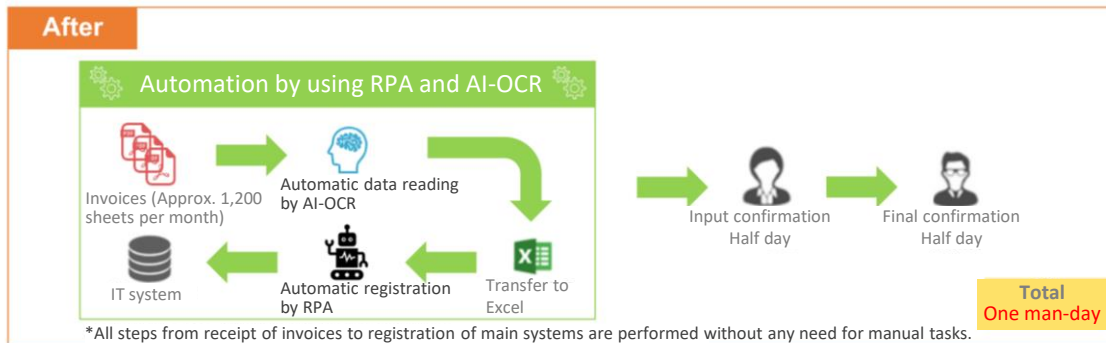 After
Automation by using RPA and AI-OCR
Invoices (Approx. 1,200
sheets per month)
Automatic data reading
by AI-OCR
IT system
Automatic registration
by RPA
Transfer to
Excel
Input confirmation
Half day
Final confirmation
Half day
Total
One man-day
*All steps from receipt of invoices to registration of main systems are performed without any need for manual tasks.